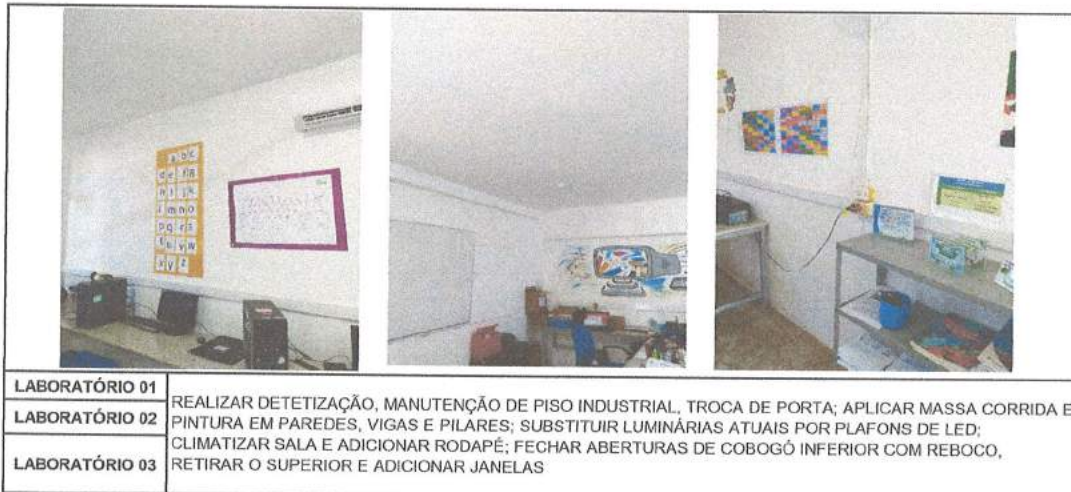 a b c
d e f g
h i j k
l m n o
p q r s
t u v w
x y z
LABORATÓRIO 01
LABORATÓRIO 02
LABORATÓRIO 03
REALIZAR DETETIZAÇÃO, MANUTENÇÃO DE PISO INDUSTRIAL, TROCA DE PORTA; APLICAR MASSA CORRIDA E
PINTURA EM PAREDES, VIGAS E PILARES; SUBSTITUIR LUMINÁRIAS ATUAIS POR PLAFONS DE LED;
CLIMATIZAR SALA E ADICIONAR RODAPÉ; FECHAR ABERTURAS DE COBOGÓ INFERIOR COM REBOCO,
RETIRAR O SUPERIOR E ADICIONAR JANELAS